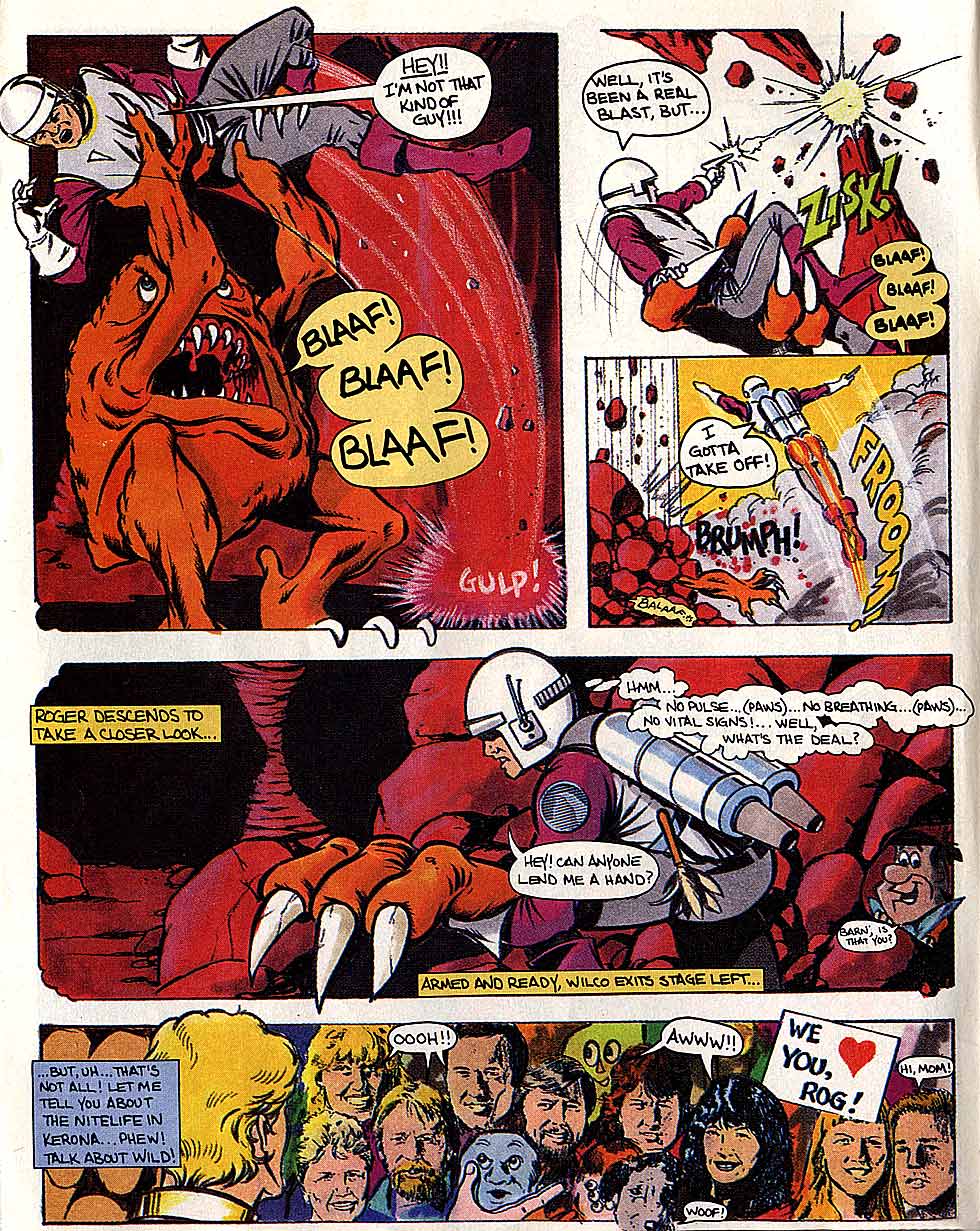 HEY!!
I'M NOT THAT
KIND OF
GUY!!!
BLAAF!
BLAAF!
BLAAF!
GULP!
WELL, IT'S
BEEN A REAL
BLAST, BUT...
ZISK!
BLAAF!
BLAAF!
BLAAF!
I
GOTTA
TAKE OFF!
FROOM!
BRUMPH!
BALAAF!!
ROGER DESCENDS TO
TAKE A CLOSER LOOK...
HMM...
NO PULSE...(PAWS)...NO BREATHING...(PAWS)...
NO VITAL SIGNS!...WELL,
WHAT'S THE DEAL?
HEY! CAN ANYONE
LEND ME A HAND?
BARN', IS
THAT YOU?
ARMED AND READY, WILCO EXITS STAGE LEFT...
...BUT, UH...THAT'S
NOT ALL! LET ME
TELL YOU ABOUT
THE NITELIFE IN
KERONA...PHEW!
TALK ABOUT WILD!
OOOH!!
AWWW!!
WE
YOU,
ROG!
HI, MOM!
WOOF!